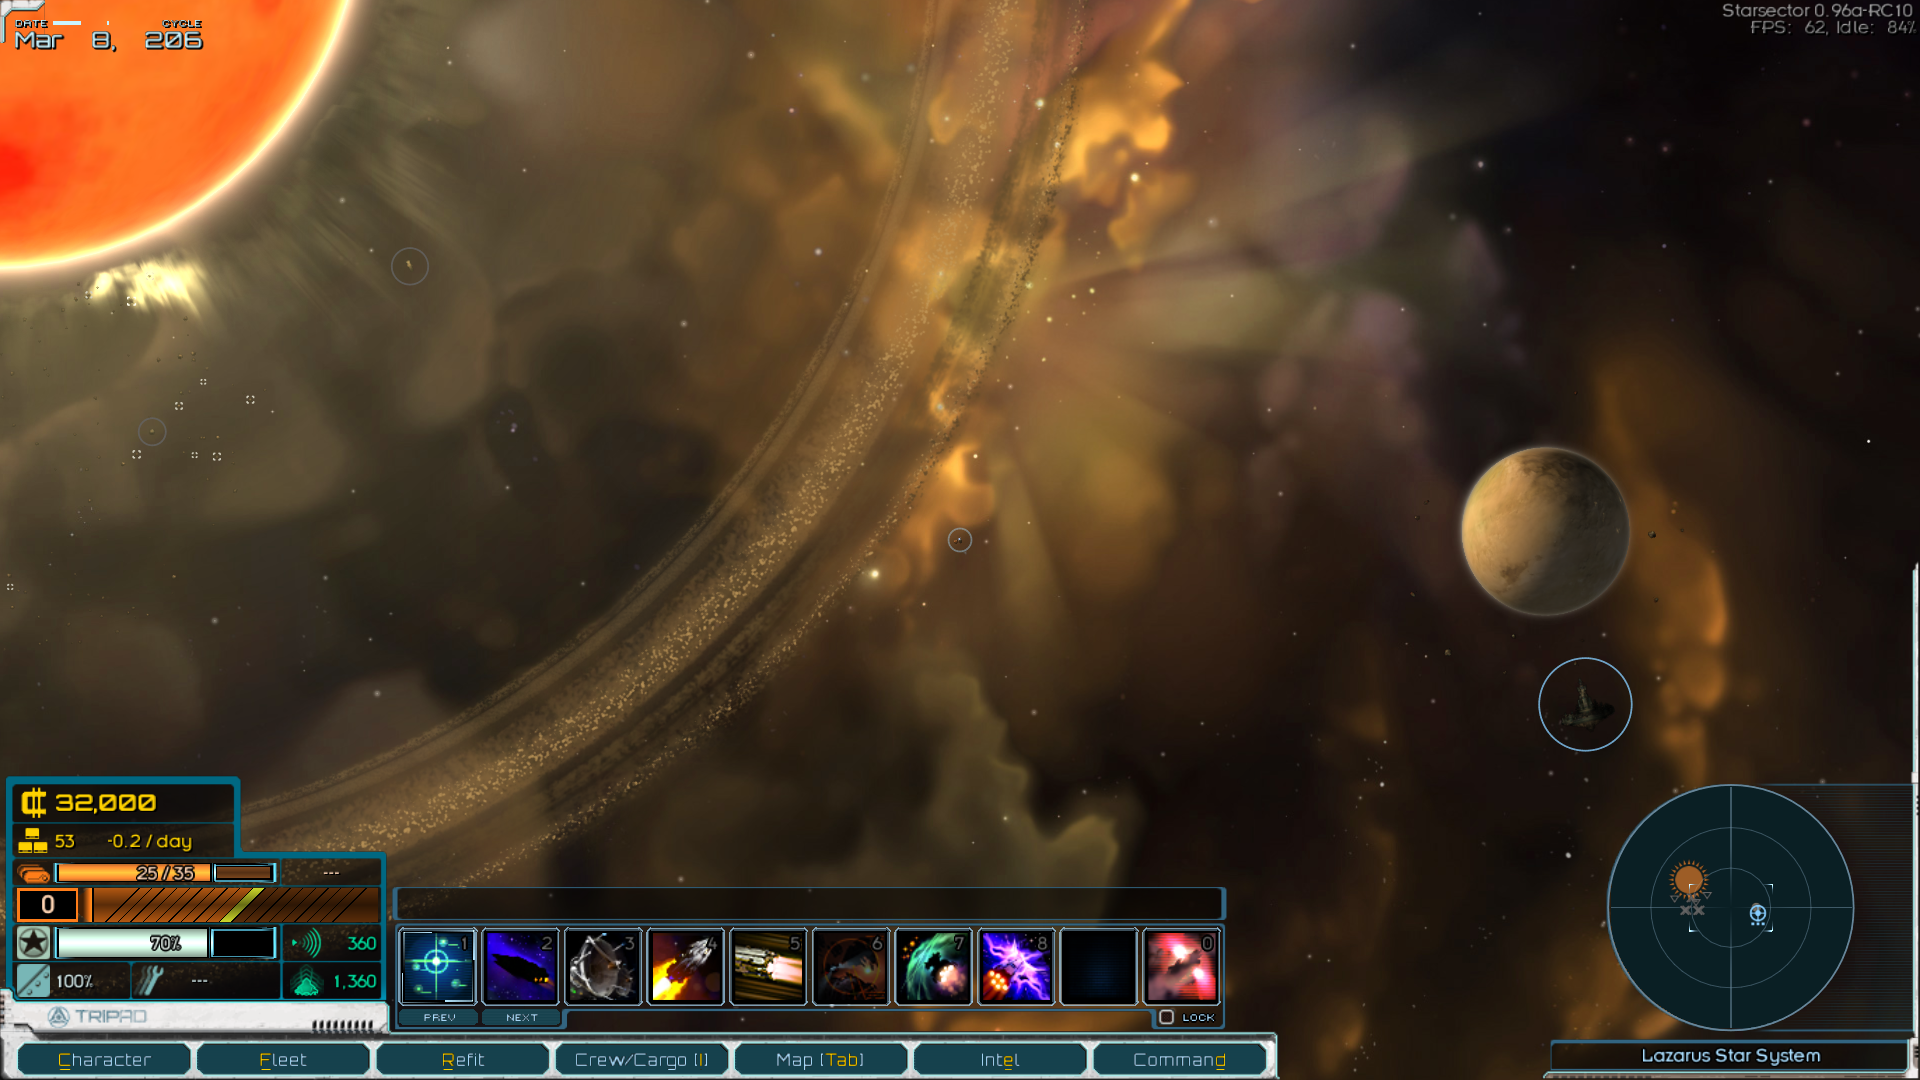 DATE CYCLE
Mar 8, 206
Starsector 0.96a-RC10
FPS: 62, Idle: 84%
32,000
53 -0.2 / day
25 / 35 ---
0
70% 360
100% --- 1,360
TRIPAD
1 2 3 4 5 6 7 8 0
PREV NEXT LOCK
Character Fleet Refit Crew/Cargo [I] Map [Tab] Intel Command
Lazarus Star System